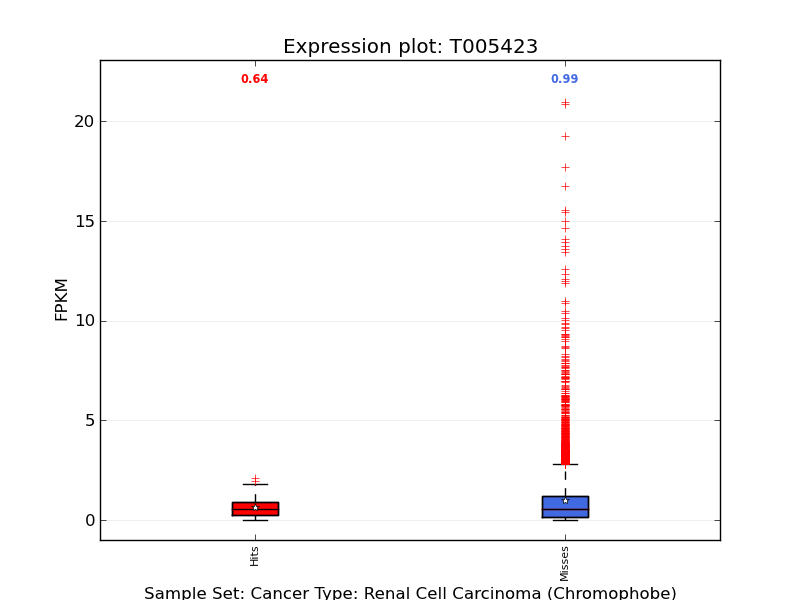 Expression plot: T005423
0.64
0.99
20
15
10
5
0
FPKM
Hits
Misses
Sample Set: Cancer Type: Renal Cell Carcinoma (Chromophobe)